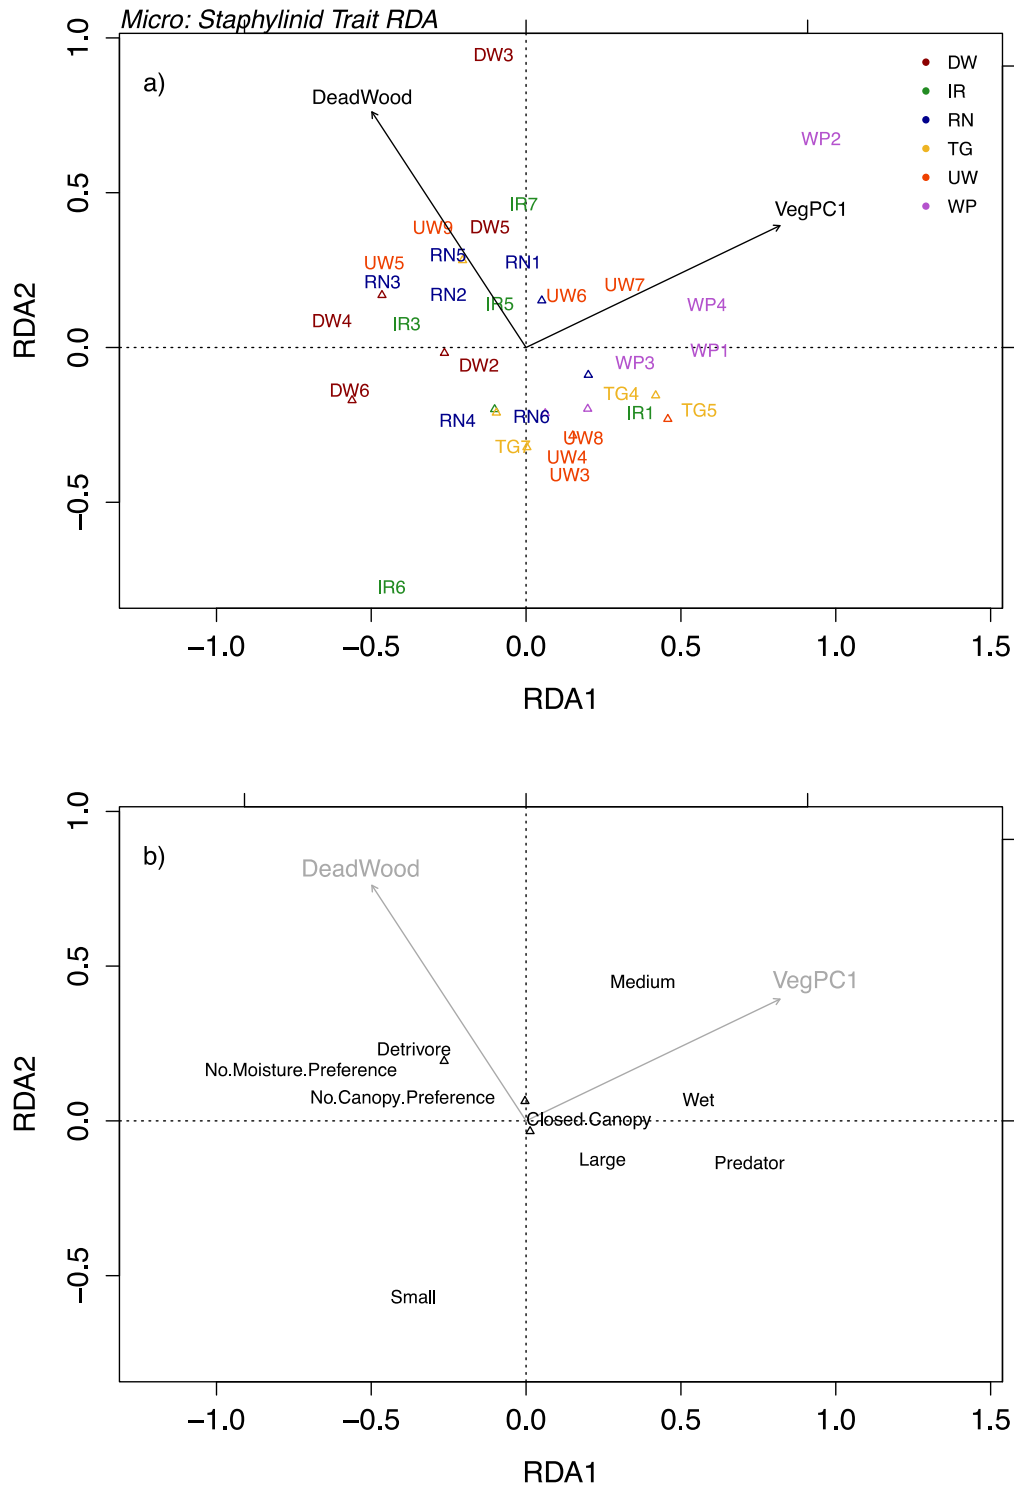 Micro: Staphylinid Trait RDA
a)
DW
IR
RN
TG
UW
WP
DW3
DeadWood
WP2
VegPC1
IR7
UW9
DW5
RN5
RN1
UW5
RN3
RN2
IR5
UW6
UW7
WP4
DW4
IR3
WP1
WP3
DW2
DW6
TG4
TG5
IR1
RN4
RN6
TG7
UW8
UW4
UW3
IR6
1.0
0.5
0.0
−0.5
RDA2
−1.0 −0.5 0.0 0.5 1.0 1.5
RDA1
b)
DeadWood
VegPC1
Medium
Detrivore
No.Moisture.Preference
No.Canopy.Preference
Wet
Closed.Canopy
Large
Predator
Small
1.0
0.5
0.0
−0.5
RDA2
−1.0 −0.5 0.0 0.5 1.0 1.5
RDA1